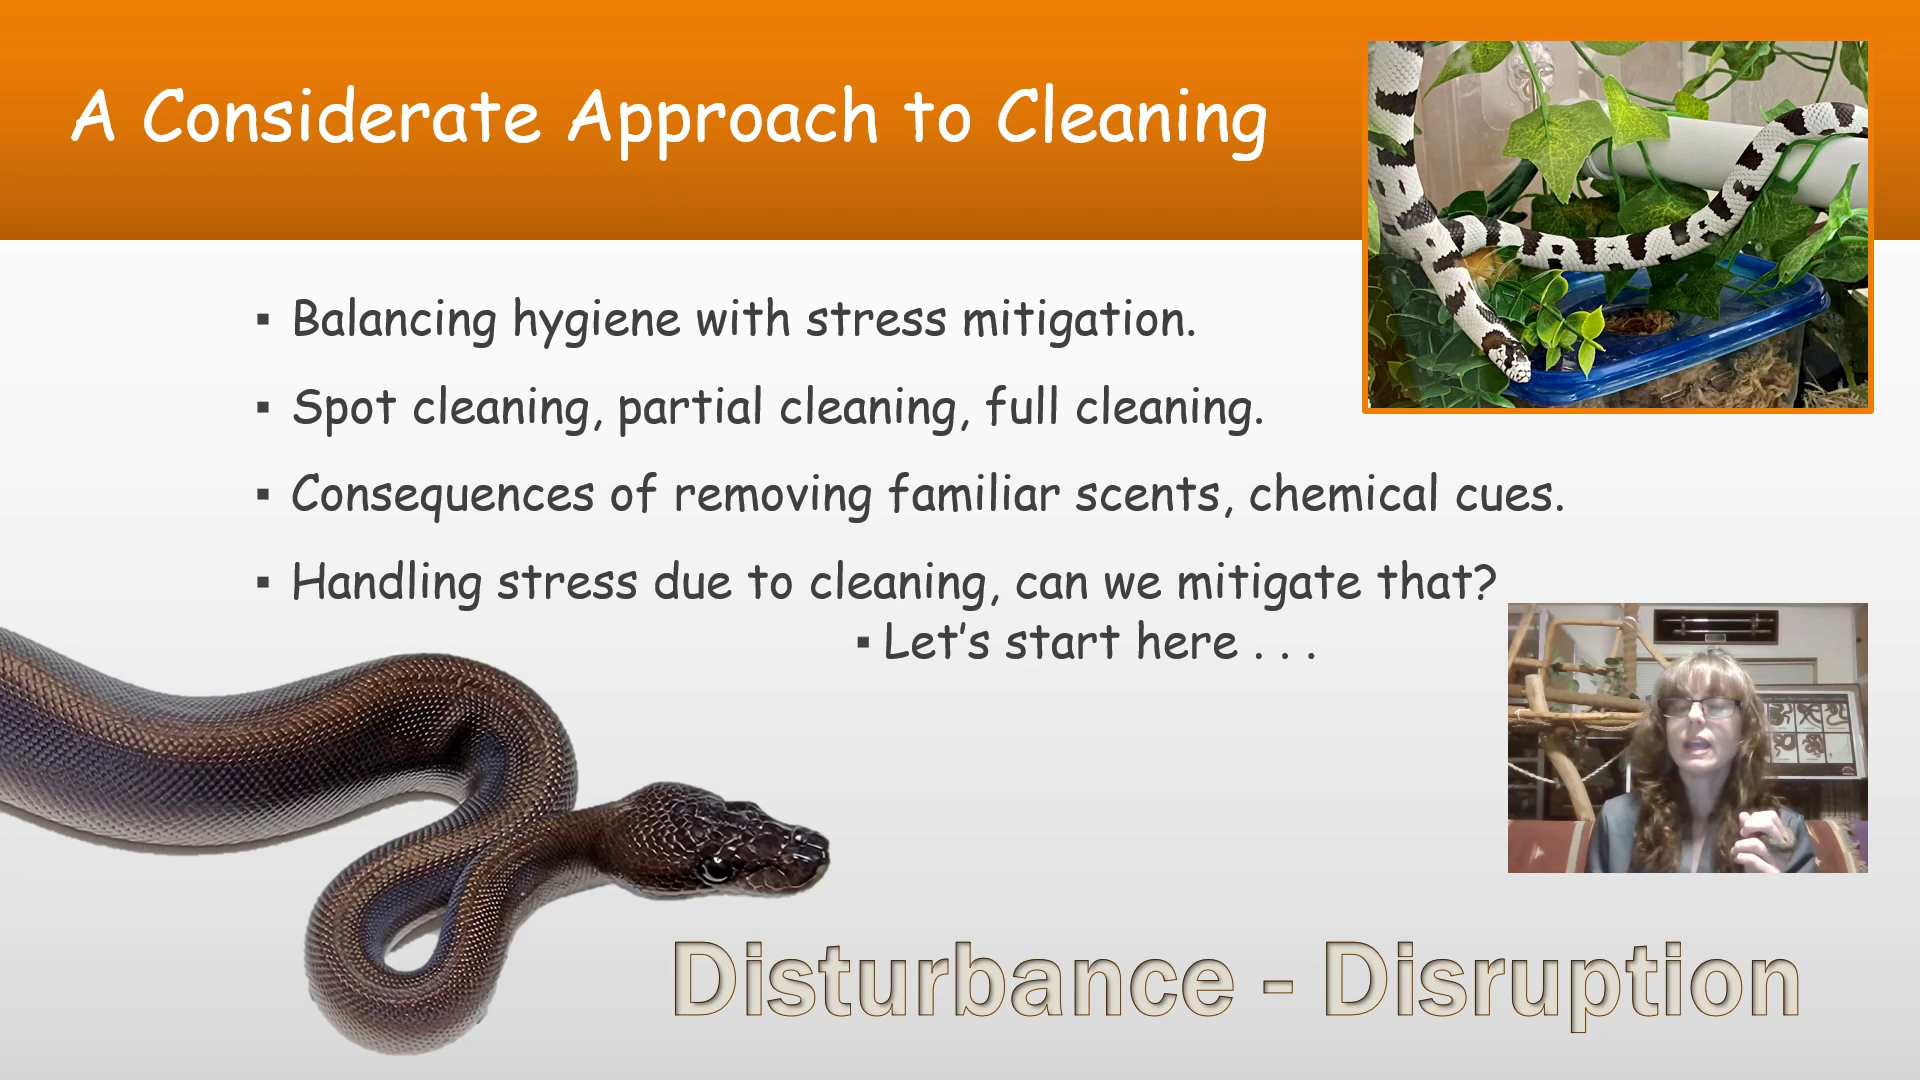 A Considerate Approach to Cleaning
▪ Balancing hygiene with stress mitigation.
▪ Spot cleaning, partial cleaning, full cleaning.
▪ Consequences of removing familiar scents, chemical cues.
▪ Handling stress due to cleaning, can we mitigate that?
▪ Let’s start here . . .
Disturbance - Disruption